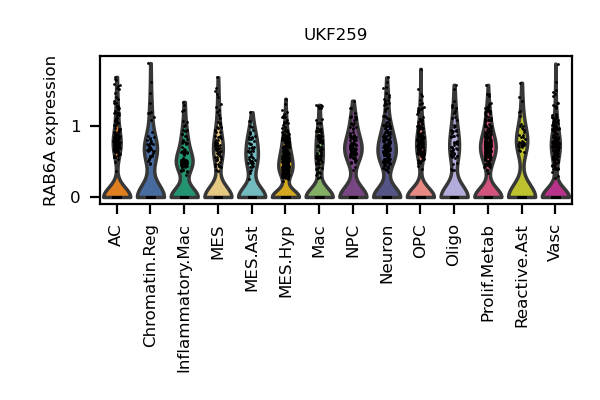 UKF259
RAB6A expression
1
0
AC
Chromatin.Reg
Inflammatory.Mac
MES
MES.Ast
MES.Hyp
Mac
NPC
Neuron
OPC
Oligo
Prolif.Metab
Reactive.Ast
Vasc